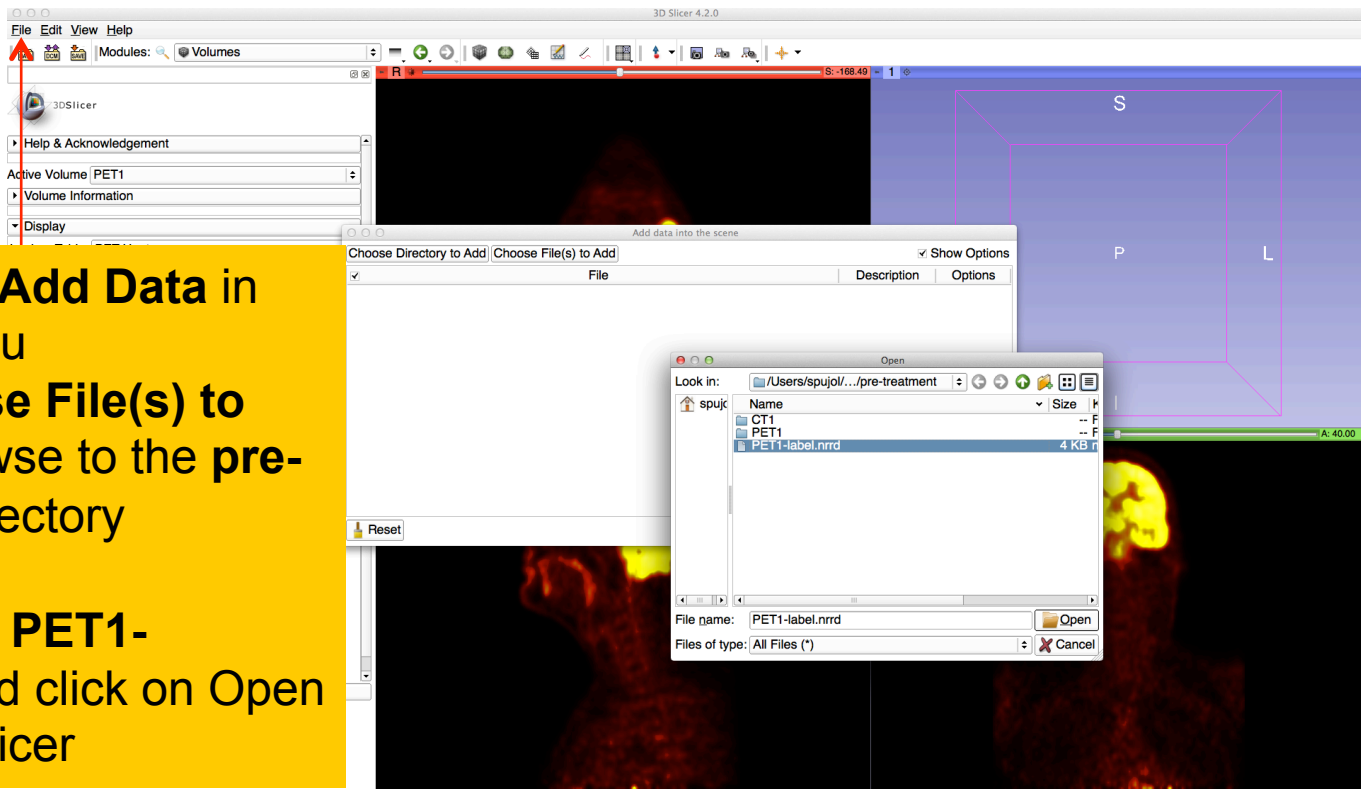 3D Slicer 4.2.0
File Edit View Help
DCM SAVE Modules: Volumes
R S: -168.49 1
3DSlicer
Help & Acknowledgement
Active Volume PET1
Volume Information
Display
S
P L
Add data into the scene
Choose Directory to Add Choose File(s) to Add Show Options
File Description Options
Reset
Open
Look in: /Users/spujol/.../pre-treatment
spujo
Name Size
CT1 --
PET1 --
PET1-label.nrrd 4 KB
File name: PET1-label.nrrd Open
Files of type: All Files (*) Cancel
A: 40.00
Add Data in
u
se File(s) to
wse to the pre-
ectory
PET1-
d click on Open
icer